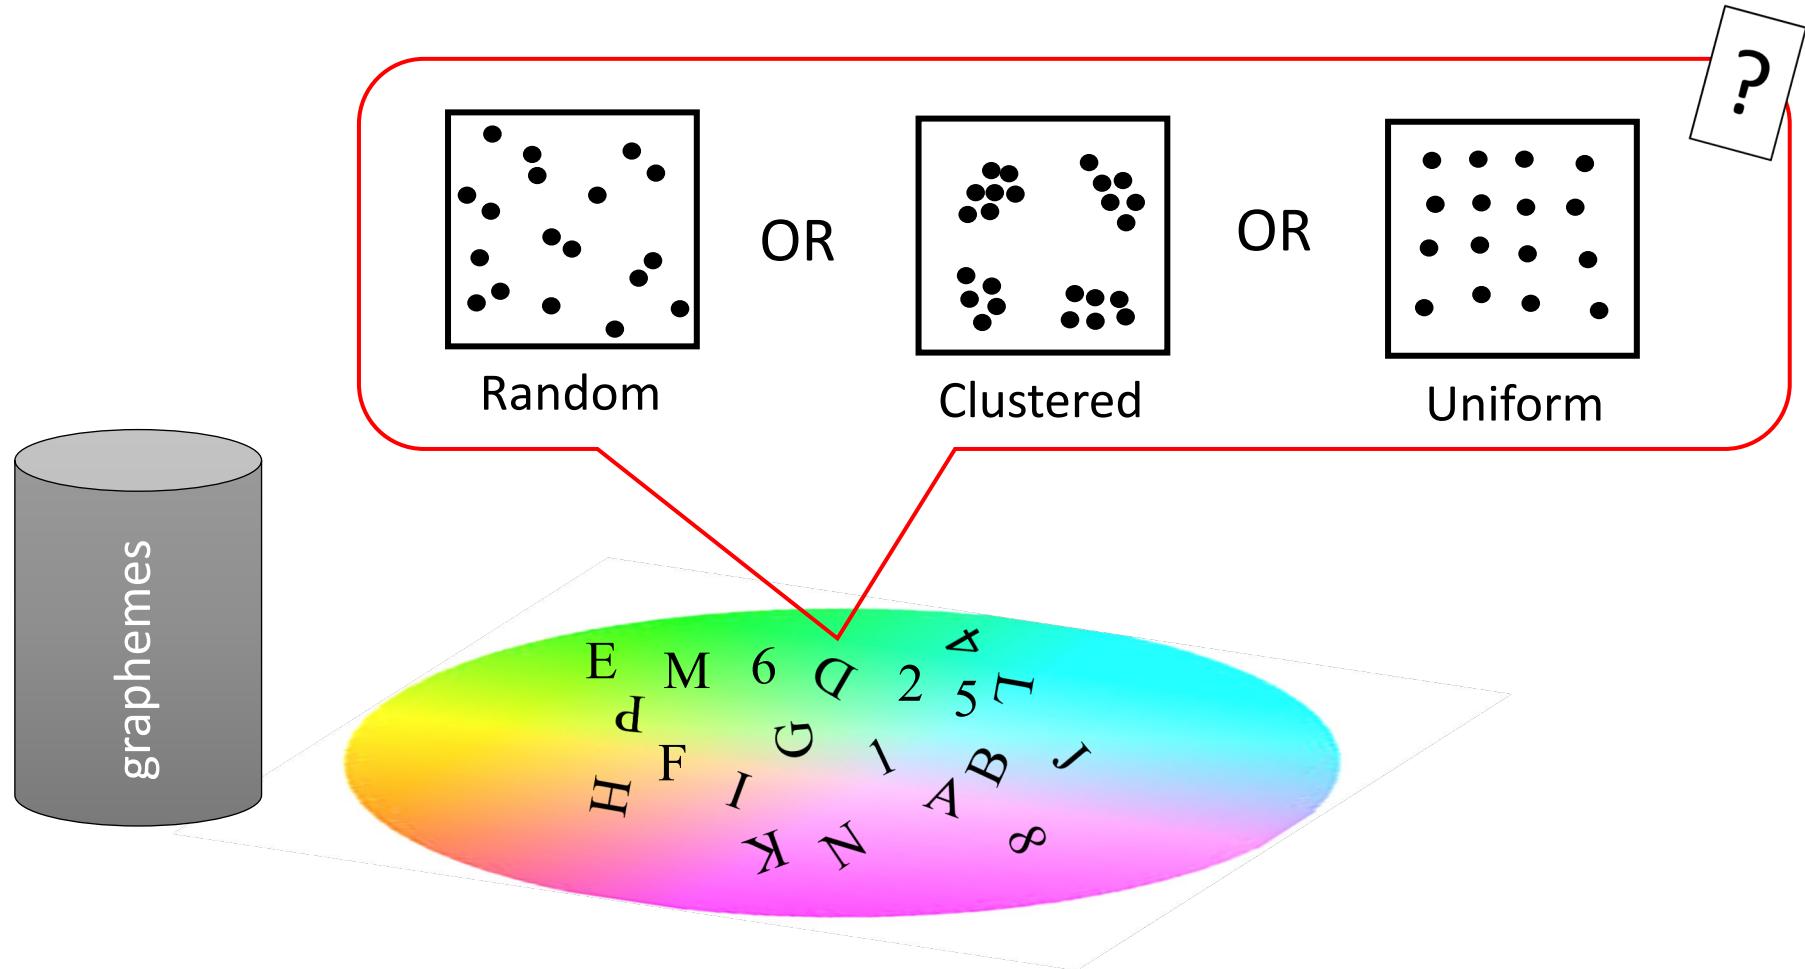 ?
OR
OR
Random
Clustered
Uniform
graphemes
E M 6 D 2 4
P 5 L
G
H F I 1 A B J
K N 8